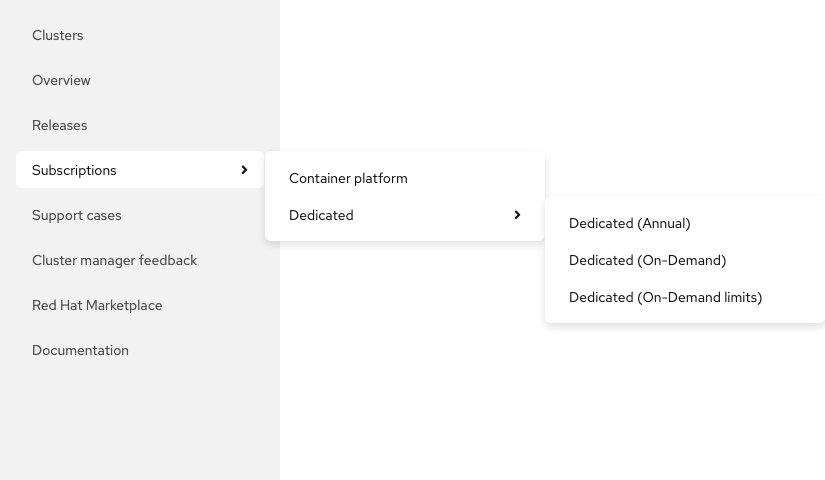 Clusters
Overview
Releases
Subscriptions
Container platform
Dedicated
Dedicated (Annual)
Dedicated (On-Demand)
Dedicated (On-Demand limits)
Support cases
Cluster manager feedback
Red Hat Marketplace
Documentation